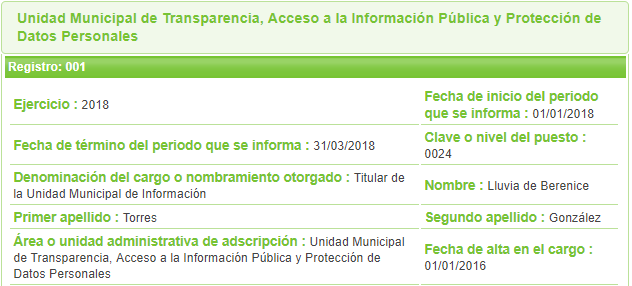 Unidad Municipal de Transparencia, Acceso a la Información Pública y Protección de
Datos Personales
Registro: 001
Ejercicio : 2018
Fecha de inicio del periodo
que se informa : 01/01/2018
Fecha de término del periodo que se informa : 31/03/2018
Clave o nivel del puesto :
0024
Denominación del cargo o nombramiento otorgado : Titular de
la Unidad Municipal de Información
Nombre : Lluvia de Berenice
Primer apellido : Torres
Segundo apellido : González
Área o unidad administrativa de adscripción : Unidad Municipal
de Transparencia, Acceso a la Información Pública y Protección de
Datos Personales
Fecha de alta en el cargo :
01/01/2016